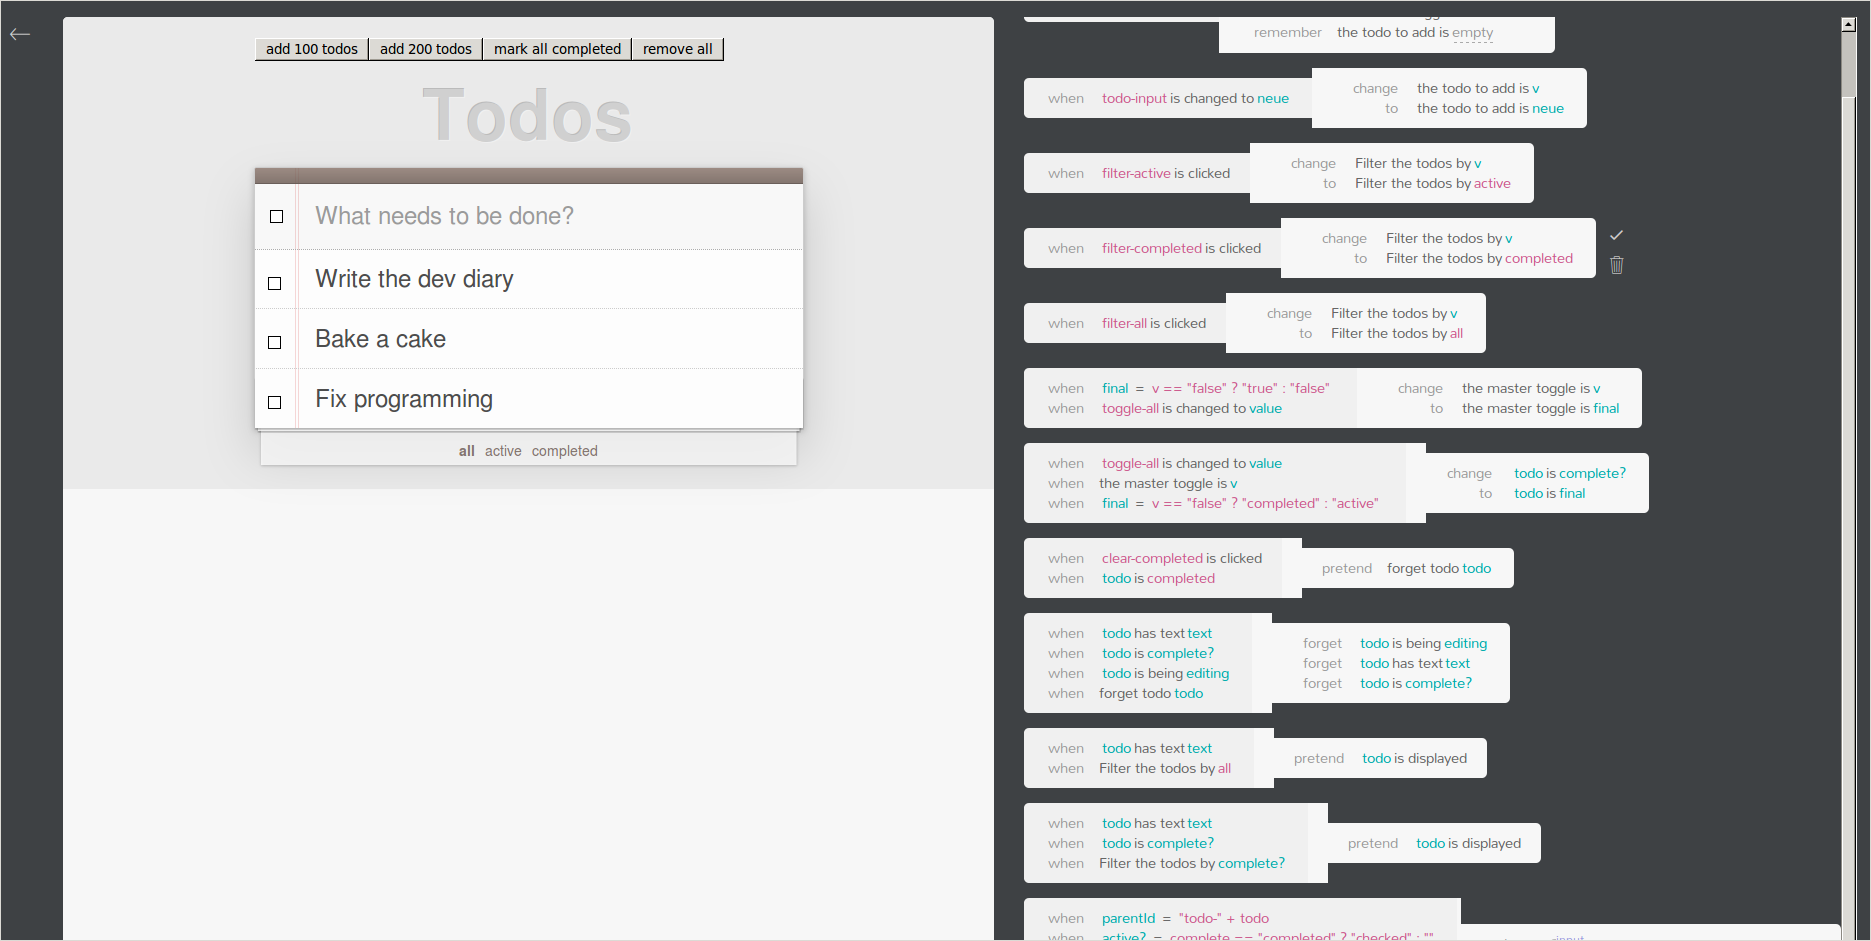 add 100 todos add 200 todos mark all completed remove all
Todos
What needs to be done?
Write the dev diary
Bake a cake
Fix programming
all active completed
remember the todo to add is empty
when todo-input is changed to neue
change the todo to add is v
to the todo to add is neue
when filter-active is clicked
change Filter the todos by v
to Filter the todos by active
when filter-completed is clicked
change Filter the todos by v
to Filter the todos by completed
when filter-all is clicked
change Filter the todos by v
to Filter the todos by all
when final = v == "false" ? "true" : "false"
when toggle-all is changed to value
change the master toggle is v
to the master toggle is final
when toggle-all is changed to value
when the master toggle is v
when final = v == "false" ? "completed" : "active"
change todo is complete?
to todo is final
when clear-completed is clicked
when todo is completed
pretend forget todo todo
when todo has text text
when todo is complete?
when todo is being editing
when forget todo todo
forget todo is being editing
forget todo has text text
forget todo is complete?
when todo has text text
when Filter the todos by all
pretend todo is displayed
when todo has text text
when todo is complete?
when Filter the todos by complete?
pretend todo is displayed
when parentId = "todo-" + todo
when active? = complete == "completed" ? "checked" : ""
input